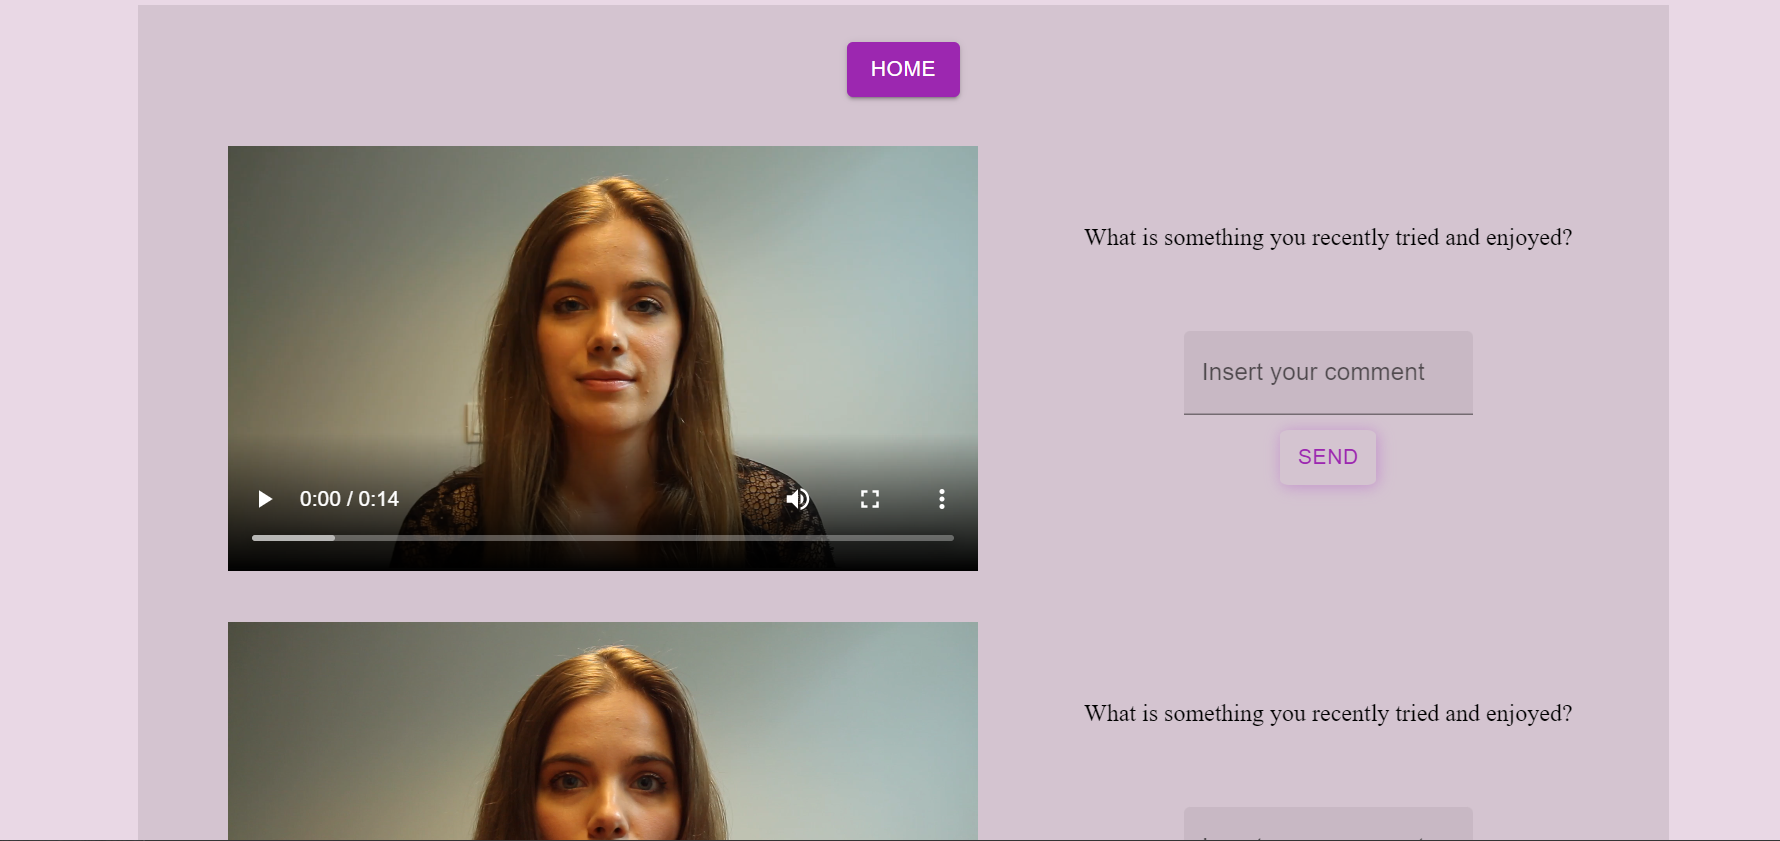 HOME
What is something you recently tried and enjoyed?
Insert your comment
SEND
0:00 / 0:14
What is something you recently tried and enjoyed?